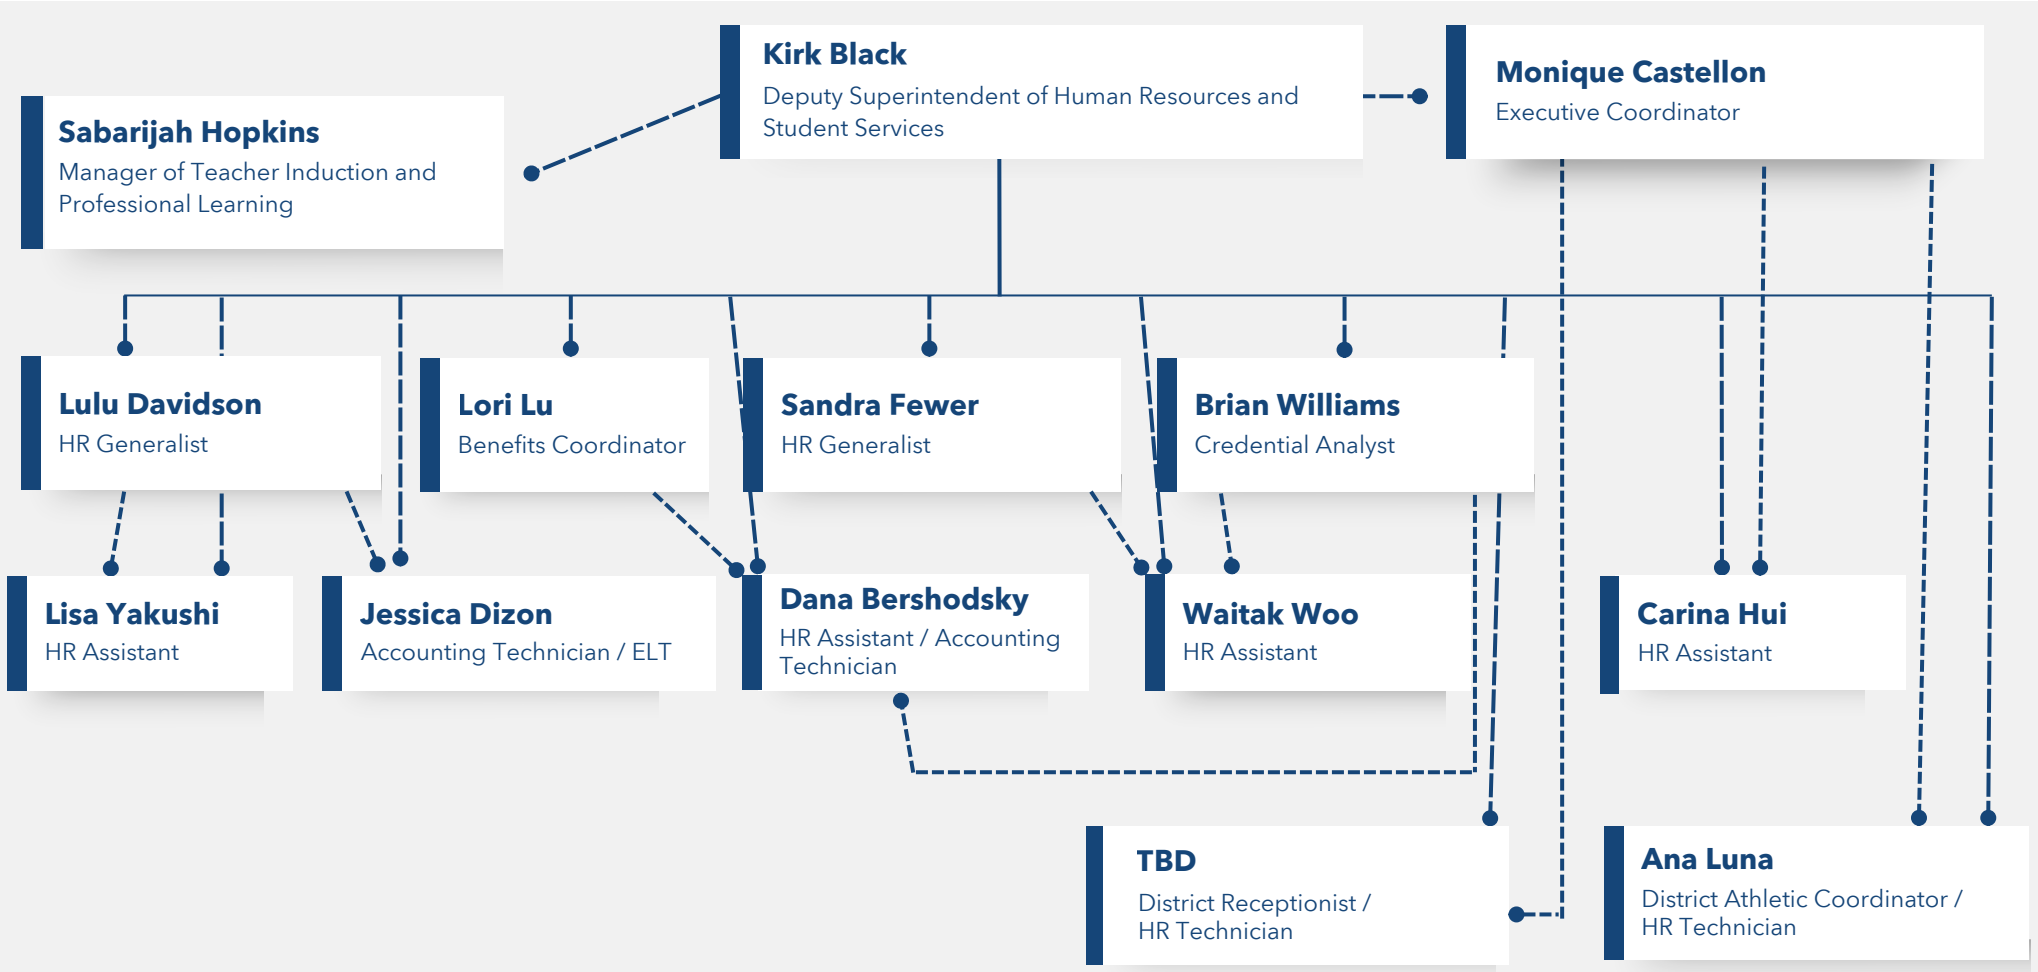 Kirk Black
Deputy Superintendent of Human Resources and
Student Services
Monique Castellon
Executive Coordinator
Sabarijah Hopkins
Manager of Teacher Induction and
Professional Learning
Lulu Davidson
HR Generalist
Lori Lu
Benefits Coordinator
Sandra Fewer
HR Generalist
Brian Williams
Credential Analyst
Lisa Yakushi
HR Assistant
Jessica Dizon
Accounting Technician / ELT
Dana Bershodsky
HR Assistant / Accounting
Technician
Waitak Woo
HR Assistant
Carina Hui
HR Assistant
TBD
District Receptionist /
HR Technician
Ana Luna
District Athletic Coordinator /
HR Technician